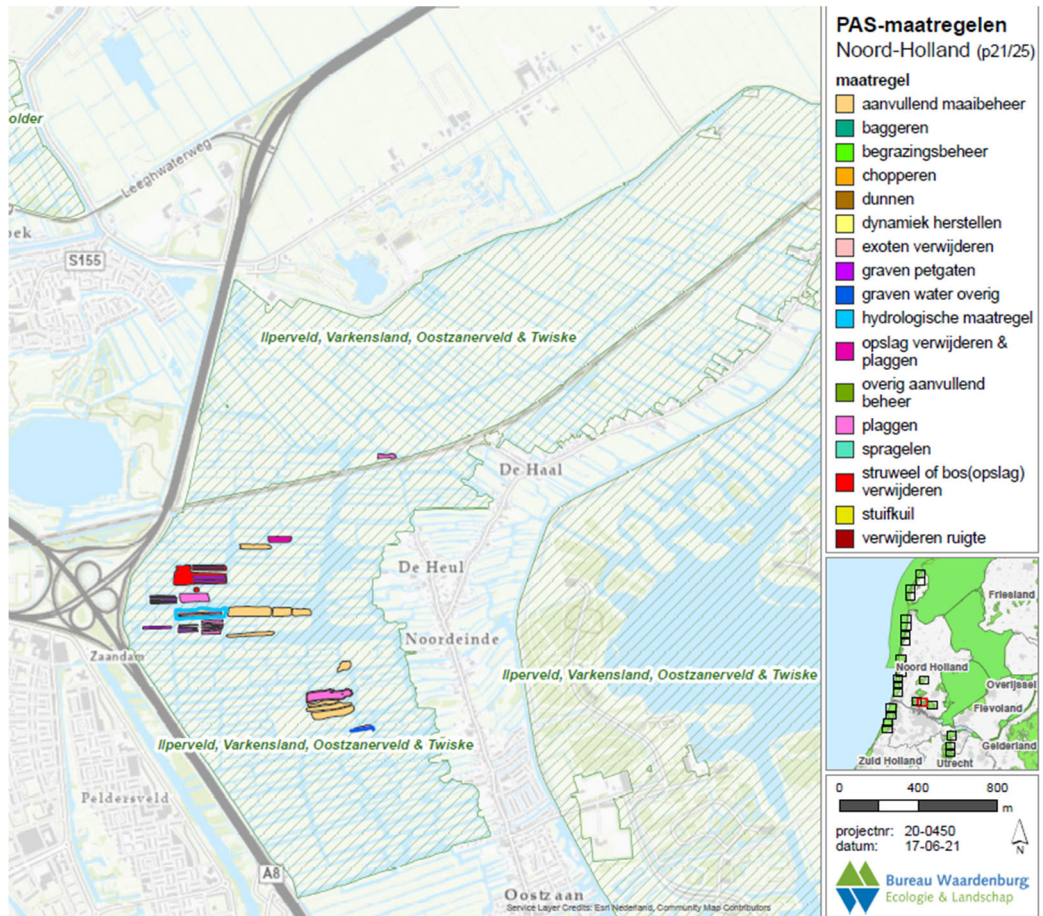 older
Leeghwaterweg
oek
S155
Ilperveld, Varkensland, Oostzanerveld & Twiske
De Haal
De Heul
Noordeinde
Zaandam
Ilperveld, Varkensland, Oostzanerveld & Twiske
Ilperveld, Varkensland, Oostzanerveld & Twiske
Peldersveld
A8
Oostzaan
Service Layer Credits: Esri Nederland, Community Map Contributors
PAS-maatregelen
Noord-Holland (p21/25)
maatregel
aanvullend maaibeheer
baggeren
begrazingsbeheer
chopperen
dunnen
dynamiek herstellen
exoten verwijderen
graven petgaten
graven water overig
hydrologische maatregel
opslag verwijderen &
plaggen
overig aanvullend
beheer
plaggen
spragelen
struweel of bos(opslag)
verwijderen
stuifkuil
verwijderen ruigte
Friesland
Noord Holland
Overijssel
Flevoland
Gelderland
Zuid Holland
Utrecht
0 400 800
m
projectnr: 20-0450
datum: 17-06-21
N
Bureau Waardenburg
Ecologie & Landschap